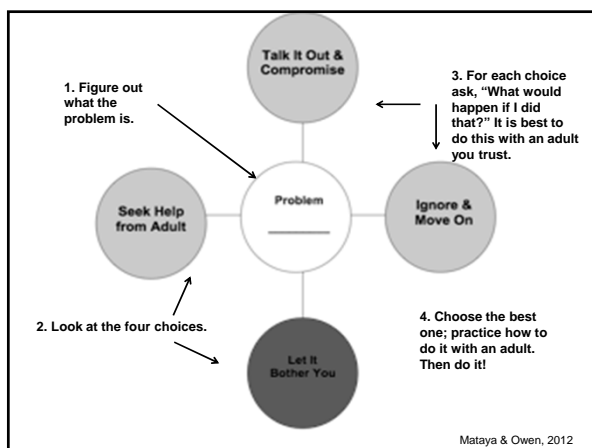 Talk It Out &
Compromise
1. Figure out
what the
problem is.
3. For each choice
ask, “What would
happen if I did
that?” It is best to
do this with an adult
you trust.
Problem
Seek Help
from Adult
Ignore &
Move On
2. Look at the four choices.
4. Choose the best
one; practice how to
do it with an adult.
Then do it!
Let It
Bother You
Mataya & Owen, 2012